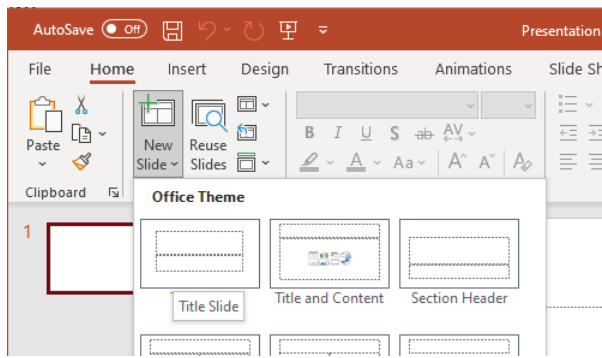 AutoSave Off Presentation
File Home Insert Design Transitions Animations Slide Sh
Paste
New
Slide
Reuse
Slides
B I U S ab AV
A Aa A A A
Clipboard
Office Theme
1
Title Slide
Title and Content
Section Header